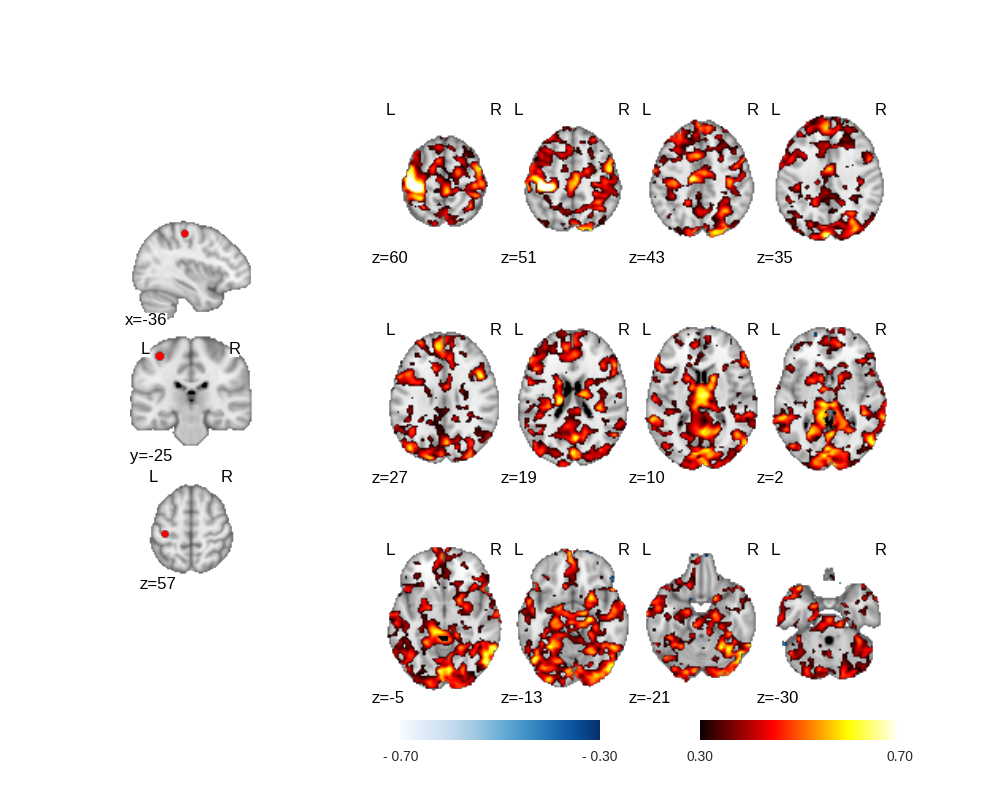 L R L R L R L R
z=60 z=51 z=43 z=35
x=-36
L R
y=-25
L R
z=57
L R L R L R L R
z=27 z=19 z=10 z=2
L R L R L R L R
z=-5 z=-13 z=-21 z=-30
- 0.70 - 0.30 0.30 0.70